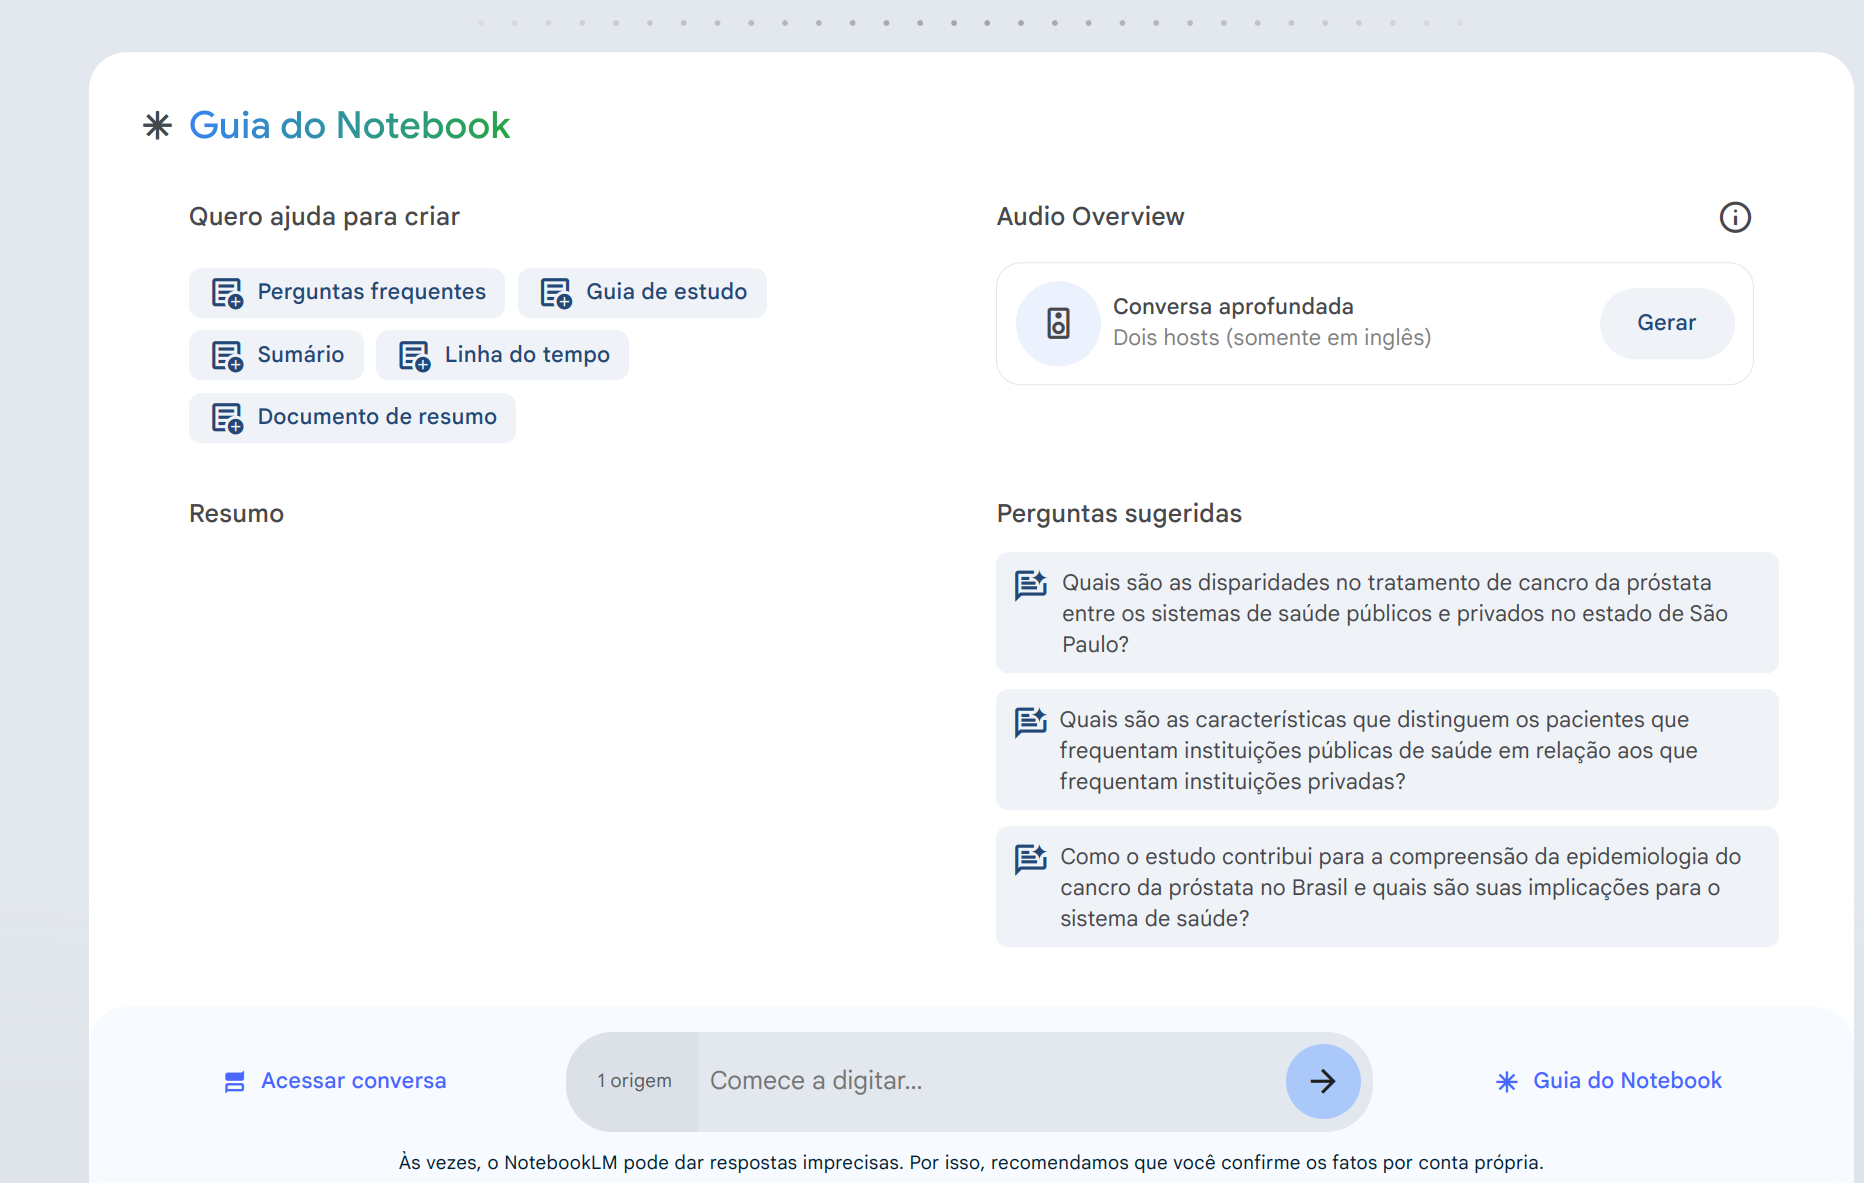 Guia do Notebook
Quero ajuda para criar
Perguntas frequentes
Guia de estudo
Sumário
Linha do tempo
Documento de resumo
Audio Overview
Conversa aprofundada
Dois hosts (somente em inglês)
Gerar
Resumo
Perguntas sugeridas
Quais são as disparidades no tratamento de cancro da próstata
entre os sistemas de saúde públicos e privados no estado de São
Paulo?
Quais são as características que distinguem os pacientes que
frequentam instituições públicas de saúde em relação aos que
frequentam instituições privadas?
Como o estudo contribui para a compreensão da epidemiologia do
cancro da próstata no Brasil e quais são suas implicações para o
sistema de saúde?
Acessar conversa
1 origem
Comece a digitar...
Guia do Notebook
Às vezes, o NotebookLM pode dar respostas imprecisas. Por isso, recomendamos que você confirme os fatos por conta própria.